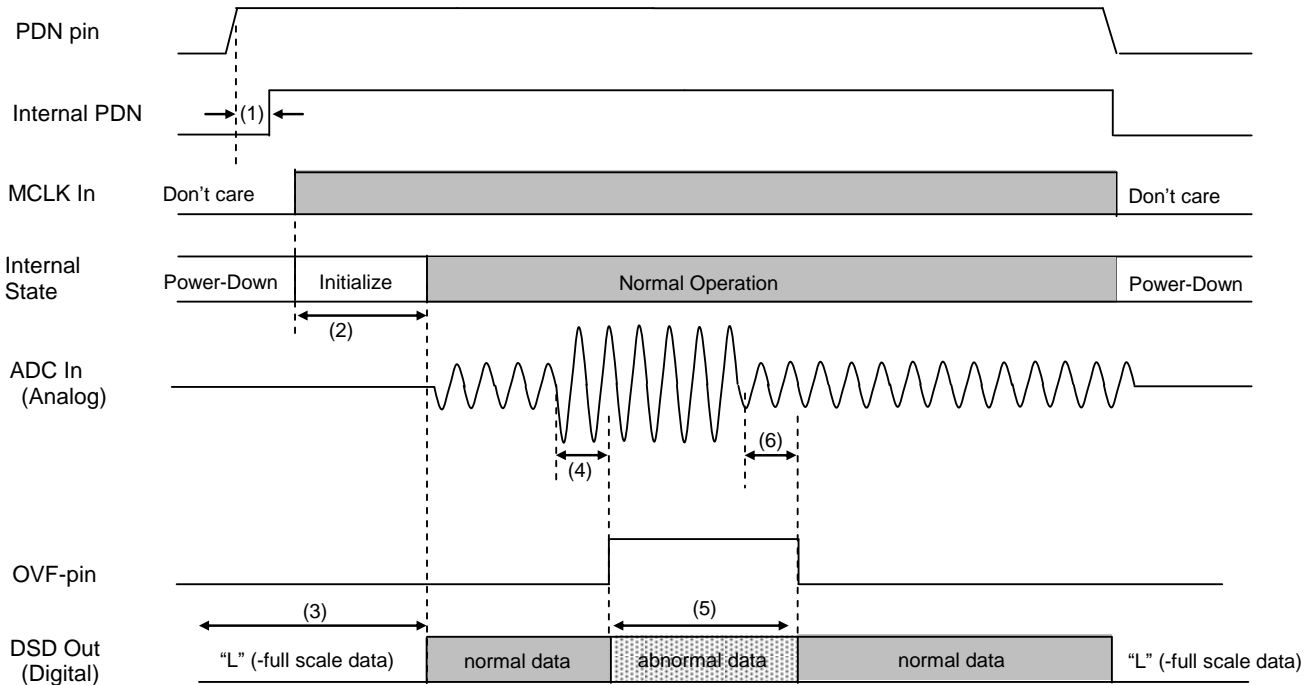 PDN pin
Internal PDN
(1)
MCLK In
Don't care
Don't care
Internal
State
Power-Down
Initialize
Normal Operation
Power-Down
(2)
ADC In
(Analog)
(4)
(6)
OVF-pin
(3)
(5)
DSD Out
(Digital)
“L” (-full scale data)
normal data
abnormal data
normal data
“L” (-full scale data)